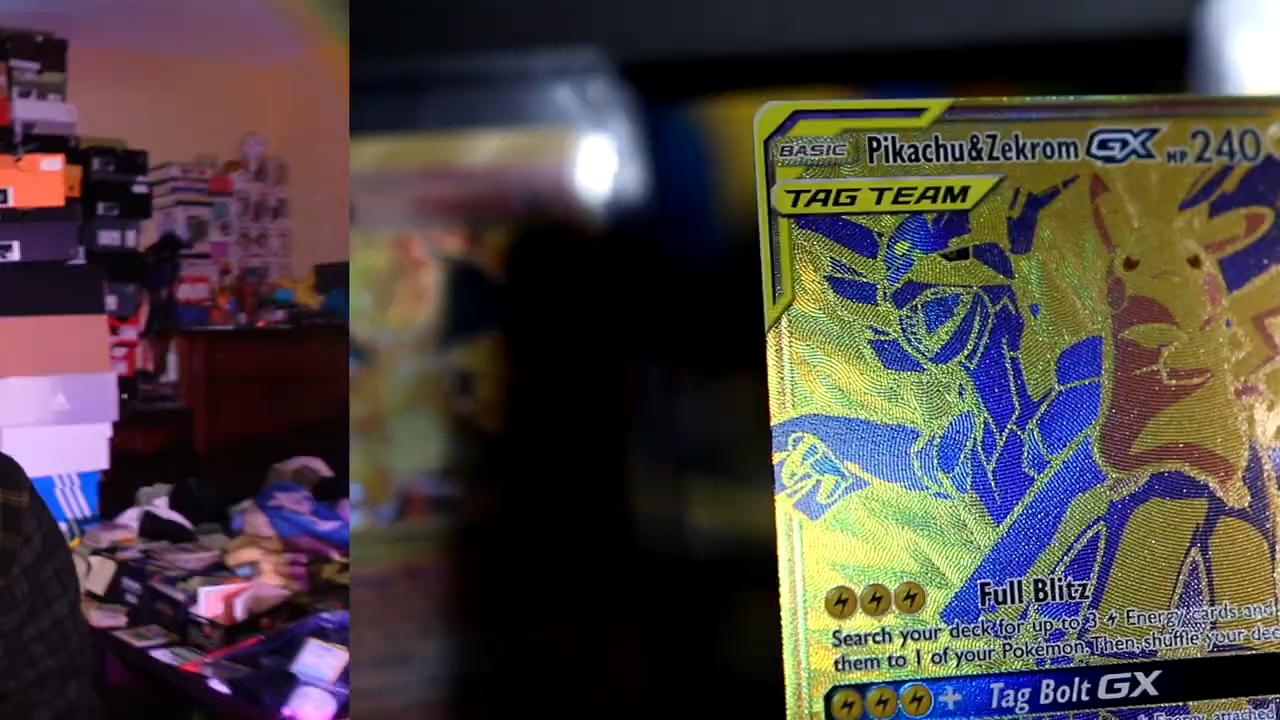 BASIC Pikachu&Zekrom GX HP 240
TAG TEAM
Full Blitz
Search your deck for up to 3 Energy cards and
them to 1 of your Pokémon. Then, shuffle your dec
+ Tag Bolt GX